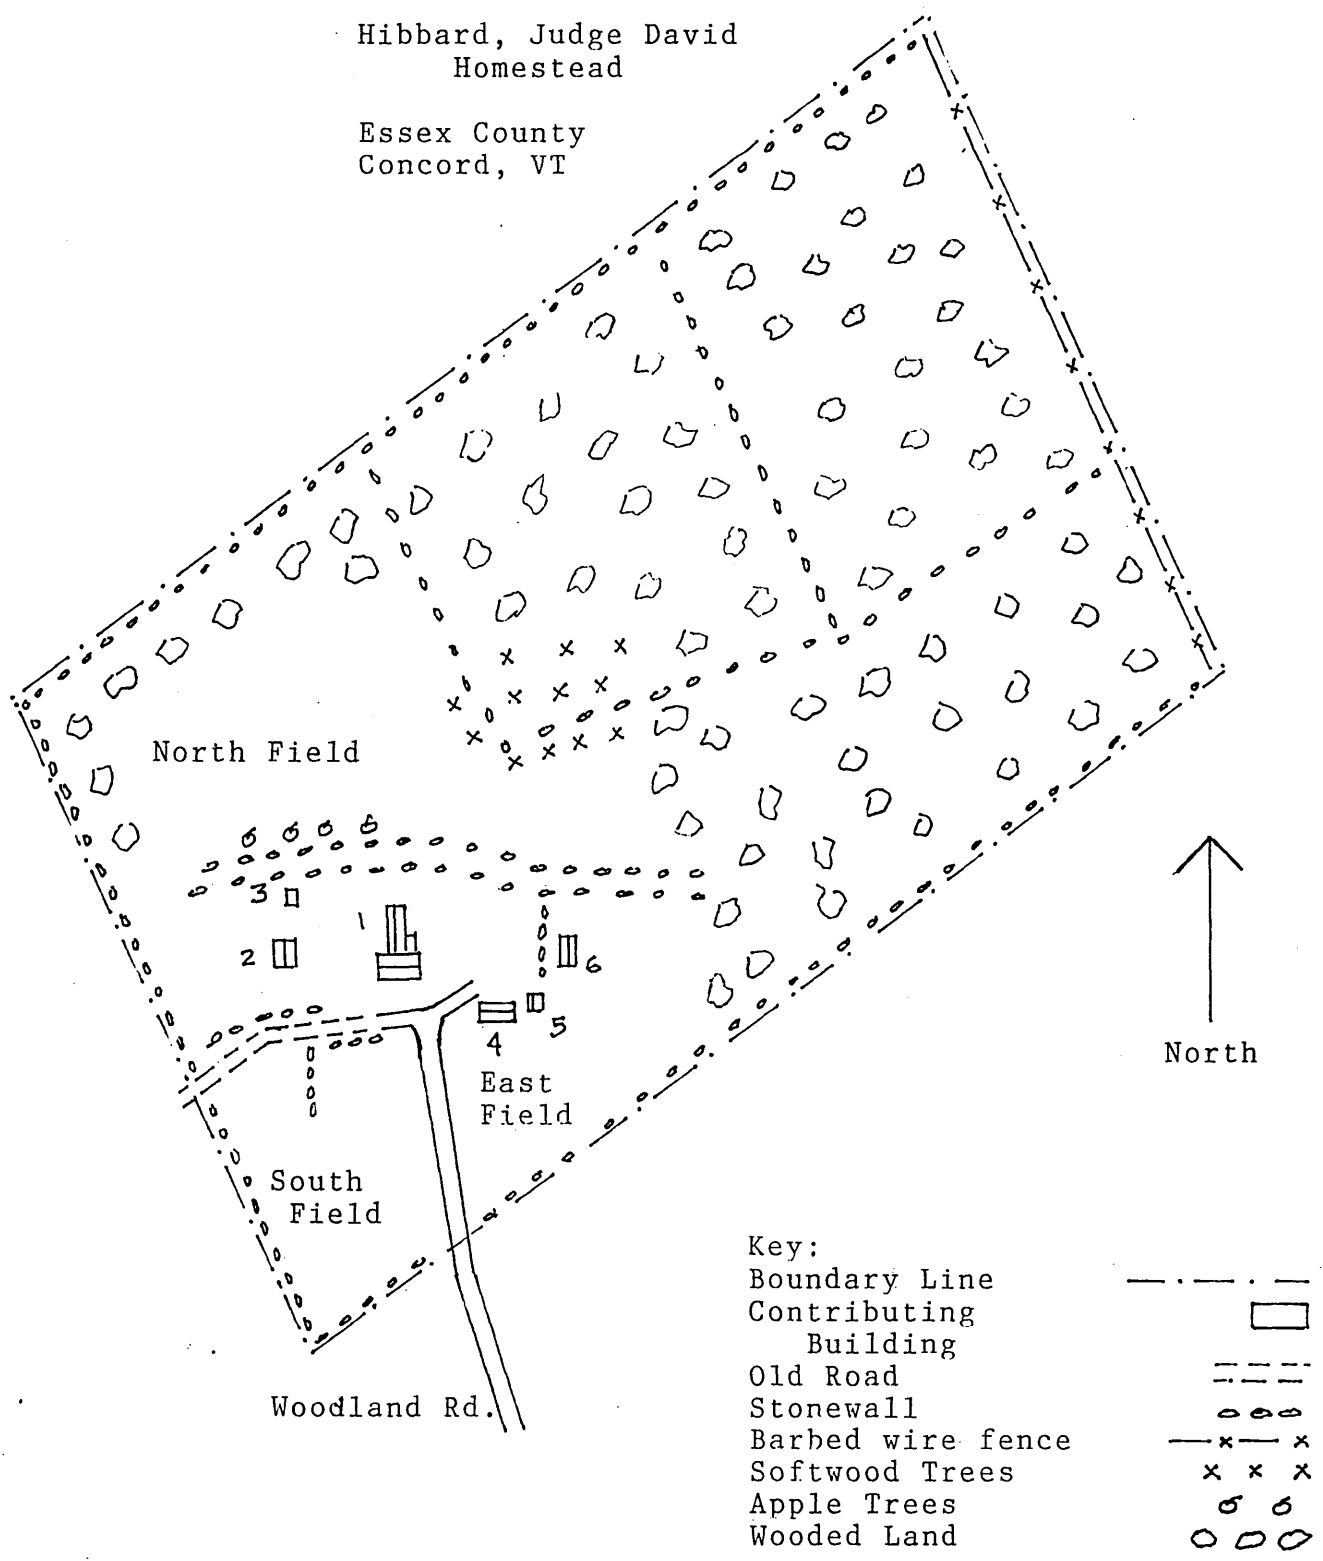 Hibbard, Judge David
Homestead
Essex County
Concord, VT
North Field
3
1
2
6
5
4
East
Field
North
South
Field
Woodland Rd.
Key:
Boundary Line
Contributing
Building
Old Road
Stonewall
Barbed wire fence
Softwood Trees
Apple Trees
Wooded Land